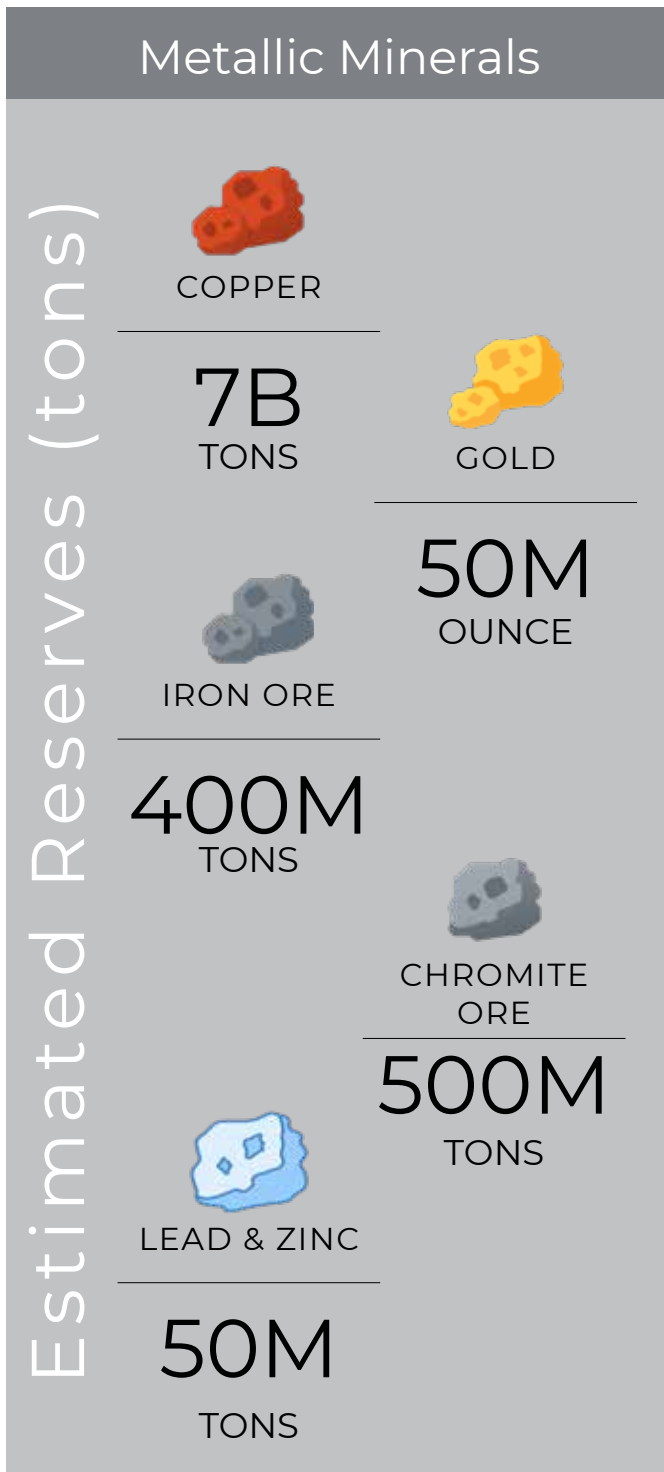 Metallic Minerals
Estimated Reserves (tons)
COPPER
7B
TONS
GOLD
50M
OUNCE
IRON ORE
400M
TONS
CHROMITE
ORE
500M
TONS
LEAD & ZINC
50M
TONS